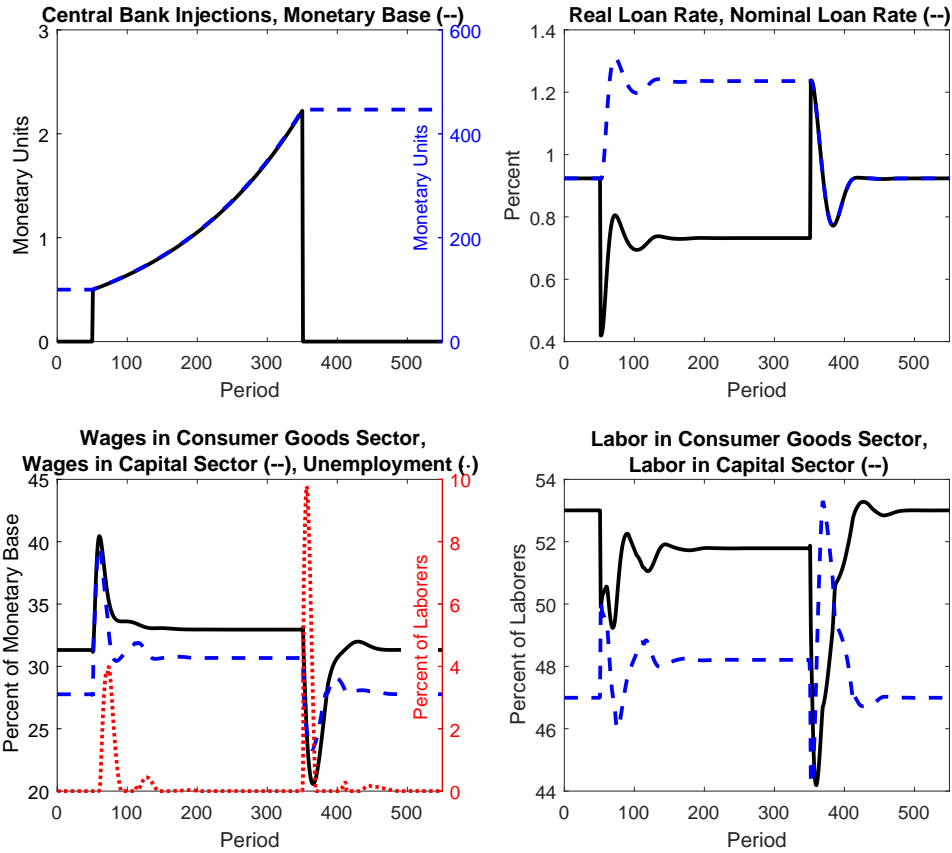 Central Bank Injections, Monetary Base (--)
3
2
1
0
Monetary Units
600
400
200
0
Monetary Units
0 100 200 300 400 500
Period
Real Loan Rate, Nominal Loan Rate (--)
1.4
1.2
1
0.8
0.6
0.4
Percent
0 100 200 300 400 500
Period
Wages in Consumer Goods Sector,
Wages in Capital Sector (--), Unemployment (.)
45
40
35
30
25
20
Percent of Monetary Base
10
8
6
4
2
0
Percent of Laborers
0 100 200 300 400 500
Period
Labor in Consumer Goods Sector,
Labor in Capital Sector (--)
54
52
50
48
46
44
Percent of Laborers
0 100 200 300 400 500
Period